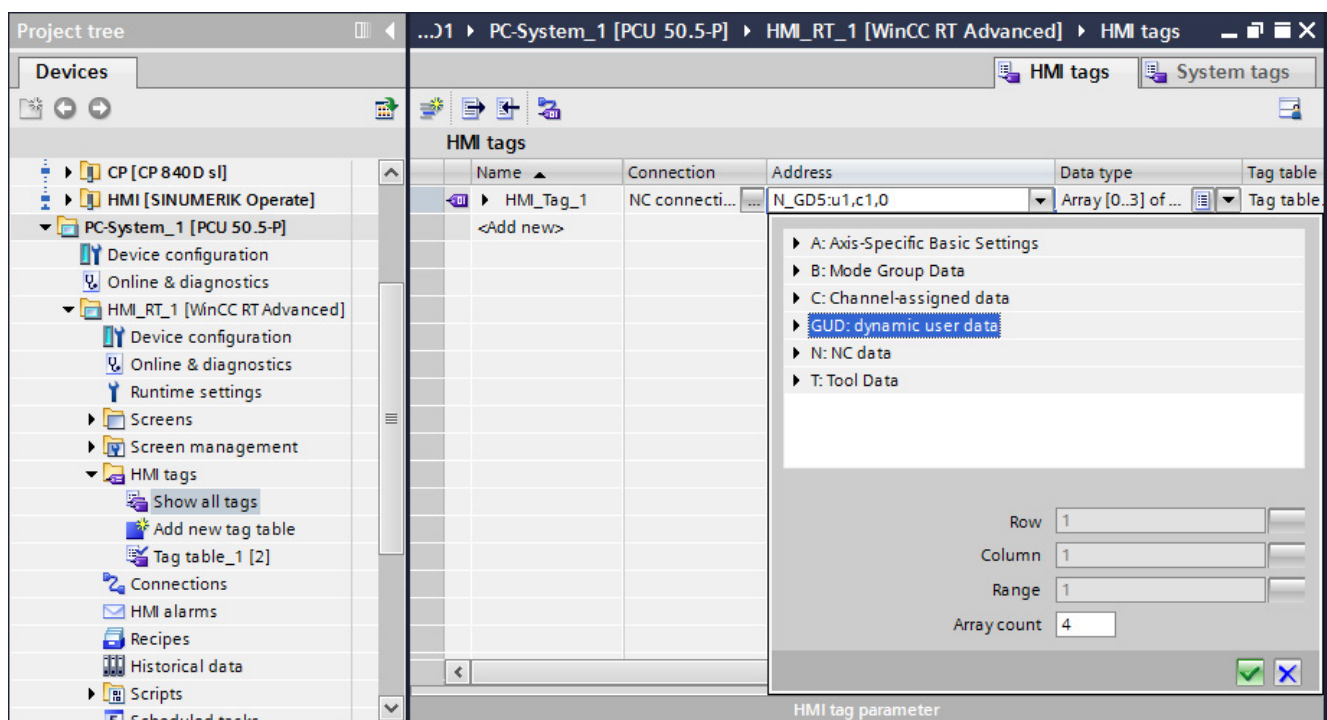 Project tree
Devices
CP [CP 840D sl]
HMI [SINUMERIK Operate]
PC-System_1 [PCU 50.5-P]
Device configuration
Online & diagnostics
HMI_RT_1 [WinCC RT Advanced]
Device configuration
Online & diagnostics
Runtime settings
Screens
Screen management
HMI tags
Show all tags
Add new tag table
Tag table_1 [2]
Connections
HMI alarms
Recipes
Historical data
Scripts
Scheduled tasks
...D1 ▸ PC-System_1 [PCU 50.5-P] ▸ HMI_RT_1 [WinCC RT Advanced] ▸ HMI tags
HMI tags System tags
HMI tags
Name Connection Address Data type Tag table
HMI_Tag_1 NC connecti... ... N_GD5:u1,c1,0 Array [0..3] of ... Tag table.
<Add new>
A: Axis-Specific Basic Settings
B: Mode Group Data
C: Channel-assigned data
GUD: dynamic user data
N: NC data
T: Tool Data
Row 1
Column 1
Range 1
Array count 4
HMI tag parameter